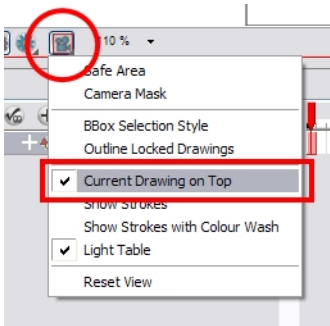 110 %
Safe Area
Camera Mask
BBox Selection Style
Outline Locked Drawings
Current Drawing on Top
Show Strokes
Show Strokes with Colour Wash
Light Table
Reset View